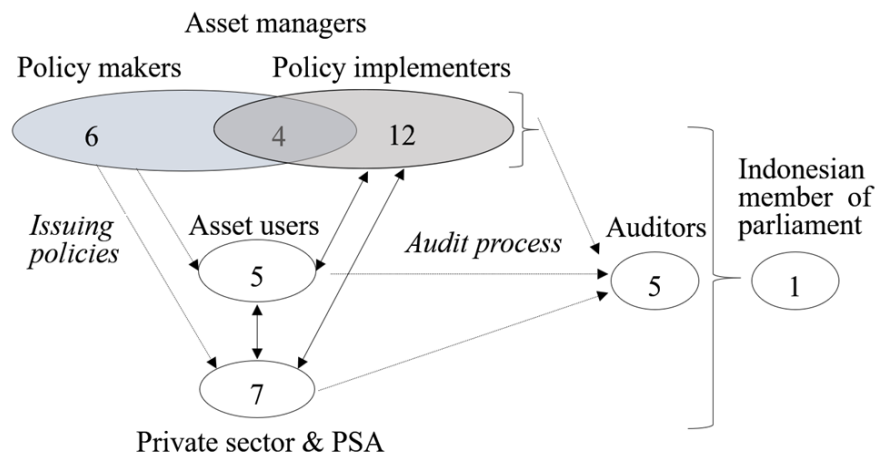 Asset managers
Policy makers
Policy implementers
6
4
12
Issuing
policies
Asset users
5
Audit process
Auditors
5
Indonesian
member of
parliament
1
7
Private sector & PSA